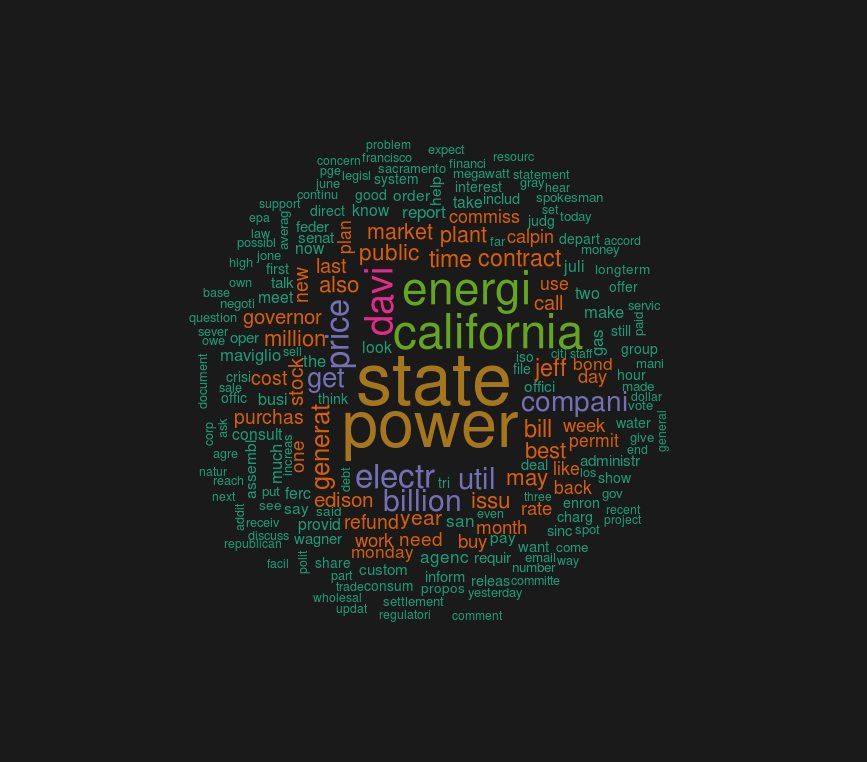 problem
expect
concern francisco
resourc
pge
sacramento
financi
june legisl system
megawatt statement
gray hear
continu good order help
interest
take includ
spokesman
support
direct know report commiss
set today
epa averag feder
plan market plant
judg
law senat
far calpin depart accord
possibl now
public time contract
money
jone
high first last
davi
juli longterm
own talk new also
energi
use
offer
base meet
two
negoti
price
call
servic
question governor
california
make paid
sever
million
gas still
owe oper
look
iso citi staff group
maviglio sell the
file jeff bond mani
document crisi cost stock get
state
day hour
sale
offici
made
offic busi think
compani
dollar
vote
purchas
power
general
corp ask consult generat
bill week water
one
permit give
agre assembl much increas
best
end
natur
electr
util
deal like administr
reach debt
tri
may
los show
next put ferc
billion
issu
back gov
edison
three
enron
addit see say said
rate
recent
receiv provid refund year san even
charg project
discuss
month
sinc spot
republican wagner work need
buy pay
monday
want come
facil polit share
agenc requir
email way
custom
number
part
inform releas committe
trade consum propos
yesterday
wholesal
settlement
updat
regulatori
comment